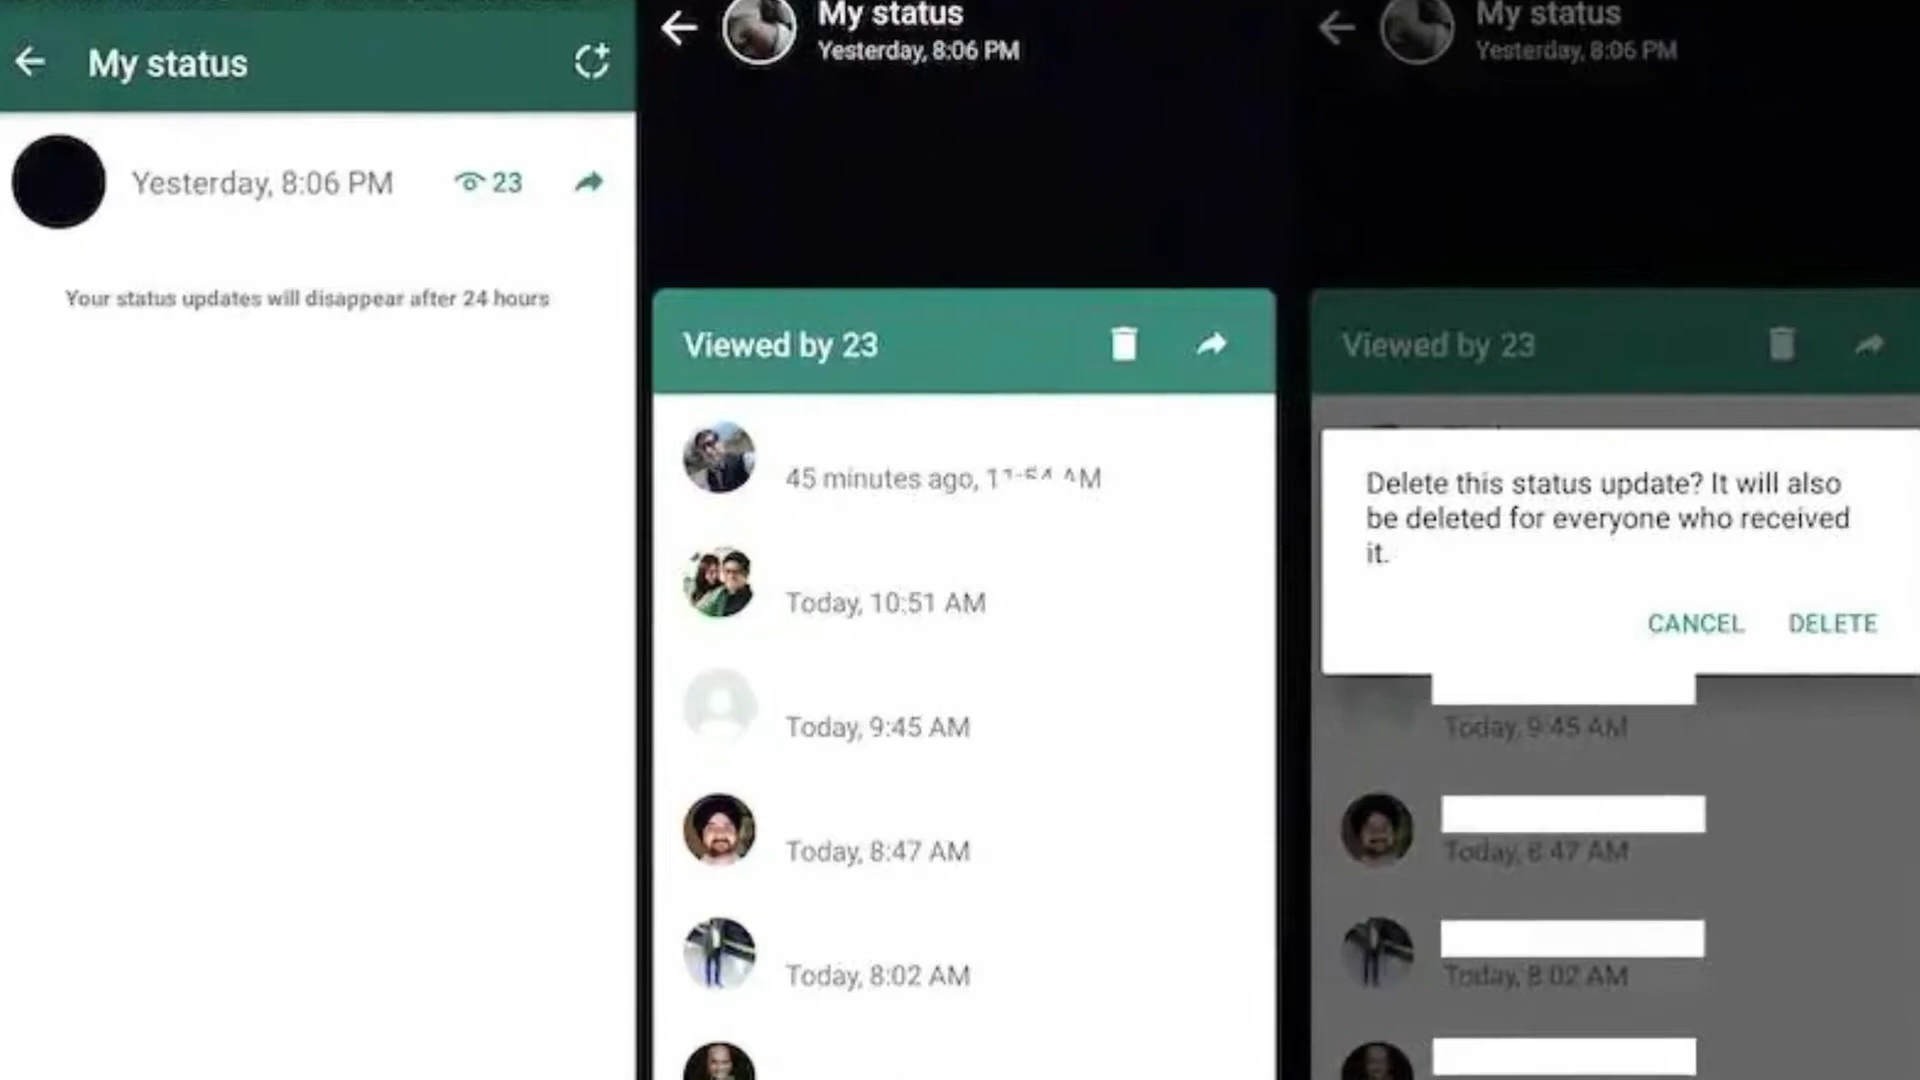 My status
Yesterday, 8:06 PM
23
Your status updates will disappear after 24 hours
My status
Yesterday, 8:06 PM
Viewed by 23
45 minutes ago, AM
Today, 10:51 AM
Today, 9:45 AM
Today, 8:47 AM
Today, 8:02 AM
My status
Yesterday, 8:06 PM
Viewed by 23
Delete this status update? It will also
be deleted for everyone who received
it.
CANCEL DELETE
Today, 9:45 AM
Today, 8:47 AM
Today, 8:02 AM